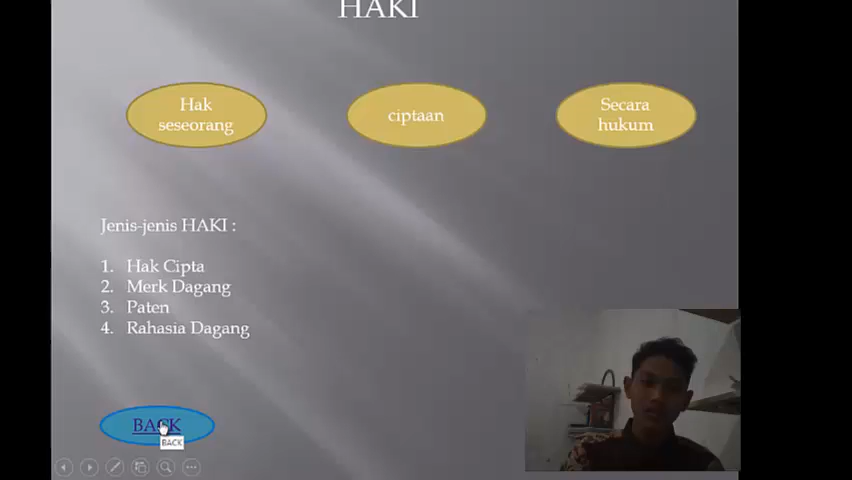 HAKI
Hak
seseorang
ciptaan
Secara
hukum
Jenis-jenis HAKI :
1. Hak Cipta
2. Merk Dagang
3. Paten
4. Rahasia Dagang
BACK
BACK